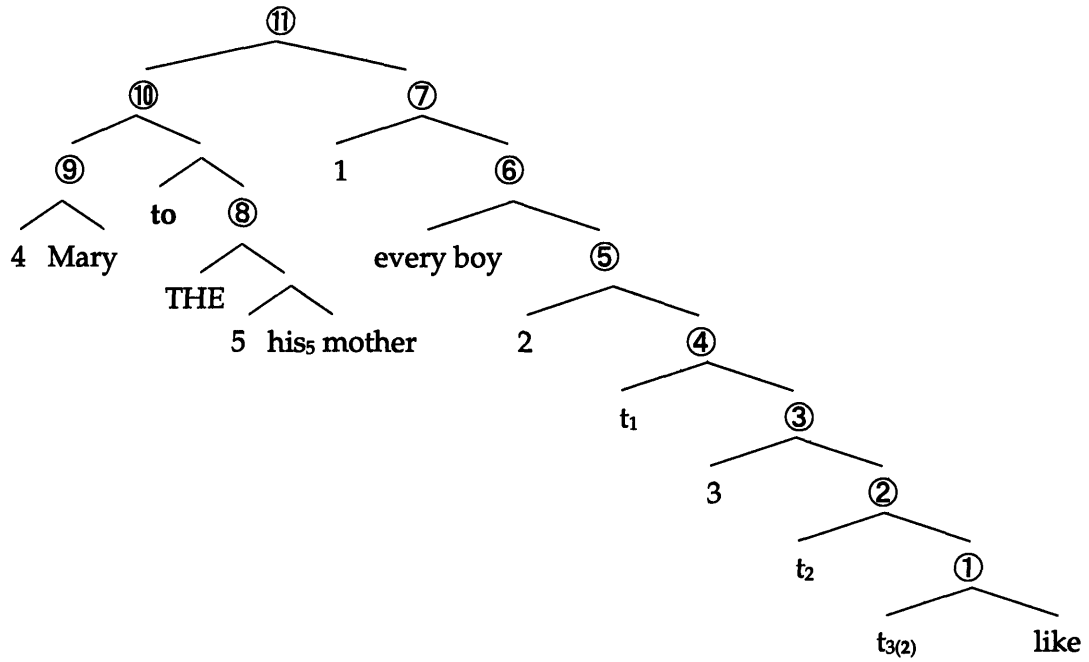 ⑪
⑩ ⑦
⑨ 1 ⑥
to ⑧
4 Mary every boy ⑤
THE
5 his₅ mother 2 ④
t₁ ③
3 ②
t₂ ①
t₃₍₂₎ like